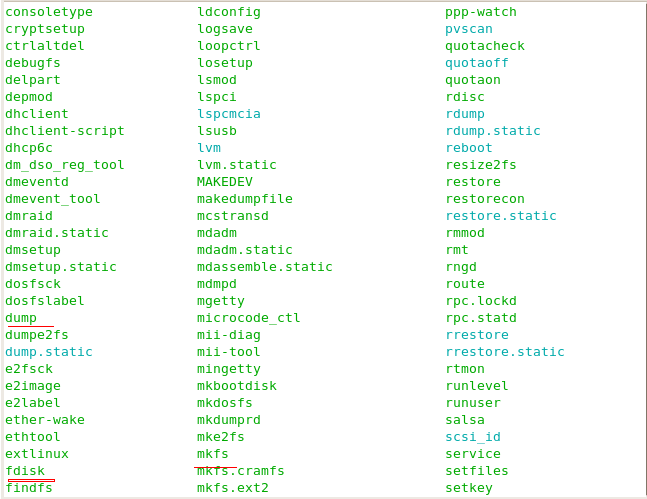 consoletype ldconfig ppp-watch
cryptsetup logsave pvscan
ctrlaltdel loopctrl quotacheck
debugfs losetup quotaoff
delpart lsmod quotaon
depmod lspci rdisc
dhclient lspcmcia rdump
dhclient-script lsusb rdump.static
dhcp6c lvm reboot
dm_dso_reg_tool lvm.static resize2fs
dmeventd MAKEDEV restore
dmevent_tool makedumpfile restorecon
dmraid mcstransd restore.static
dmraid.static mdadm rmmod
dmsetup mdadm.static rmt
dmsetup.static mdassemble.static rngd
dosfsck mdmpd route
dosfslabel mgetty rpc.lockd
dump microcode_ctl rpc.statd
dumpe2fs mii-diag rrestore
dump.static mii-tool rrestore.static
e2fsck mingetty rtmon
e2image mkbootdisk runlevel
e2label mkdosfs runuser
ether-wake mkdumprd salsa
ethtool mke2fs scsi_id
extlinux mkfs service
fdisk mkfs.cramfs setfiles
findfs mkfs.ext2 setkey